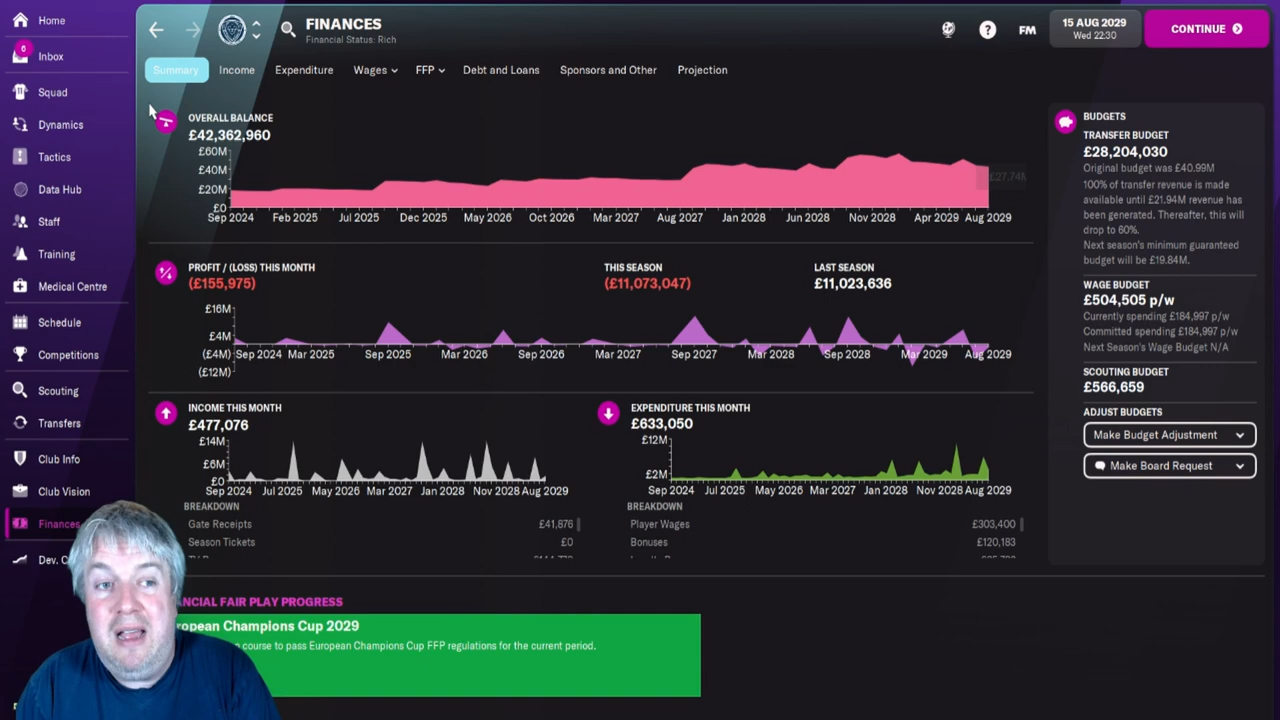 Home
6
Inbox
Squad
Dynamics
Tactics
Data Hub
Staff
Training
Medical Centre
Schedule
Competitions
Scouting
Transfers
Club Info
Club Vision
Finances
Dev. C
FINANCES
Financial Status: Rich
FM
15 AUG 2029
Wed 22:30
CONTINUE
Summary
Income
Expenditure
Wages
FFP
Debt and Loans
Sponsors and Other
Projection
OVERALL BALANCE
£42,362,960
£60M
£40M
£20M
£0
£27.74M
Sep 2024 Feb 2025 Jul 2025 Dec 2025 May 2026 Oct 2026 Mar 2027 Aug 2027 Jan 2028 Jun 2028 Nov 2028 Apr 2029 Aug 2029
PROFIT / (LOSS) THIS MONTH
(£155,975)
THIS SEASON
(£11,073,047)
LAST SEASON
£11,023,636
£16M
£4M
(£4M)
(£12M)
Sep 2024 Mar 2025 Sep 2025 Mar 2026 Sep 2026 Mar 2027 Sep 2027 Mar 2028 Sep 2028 Mar 2029 Aug 2029
INCOME THIS MONTH
£477,076
£14M
£6M
£0
Sep 2024 Jul 2025 May 2026 Mar 2027 Jan 2028 Nov 2028 Aug 2029
BREAKDOWN
Gate Receipts £41,876
Season Tickets £0
EXPENDITURE THIS MONTH
£633,050
£12M
£2M
Sep 2024 Jul 2025 May 2026 Mar 2027 Jan 2028 Nov 2028 Aug 2029
BREAKDOWN
Player Wages £303,400
Bonuses £120,183
BUDGETS
TRANSFER BUDGET
£28,204,030
Original budget was £40.99M
100% of transfer revenue is made
available until £21.94M revenue has
been generated. Thereafter, this will
drop to 60%.
Next season's minimum guaranteed
budget will be £19.84M.
WAGE BUDGET
£504,505 p/w
Currently spending £184,997 p/w
Committed spending £184,997 p/w
Next Season's Wage Budget N/A
SCOUTING BUDGET
£566,659
ADJUST BUDGETS
Make Budget Adjustment
Make Board Request
NCIAL FAIR PLAY PROGRESS
ropean Champions Cup 2029
course to pass European Champions Cup FFP regulations for the current period.